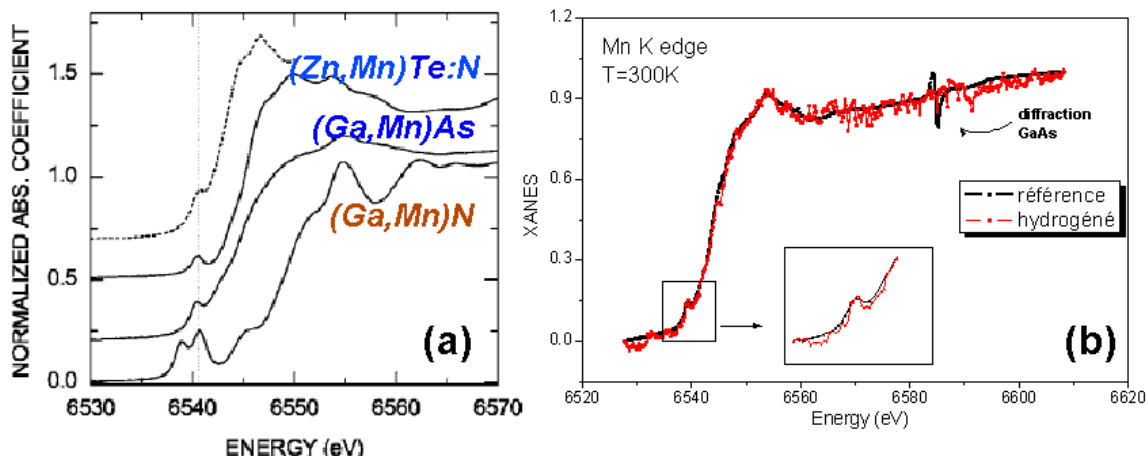 NORMALIZED ABS. COEFFICIENT
1.5
1.0
0.5
0.0
(Zn,Mn)Te:N
(Ga,Mn)As
(Ga,Mn)N
(a)
6530
6540
6550
6560
6570
ENERGY (eV)
XANES
0.9
0.6
0.3
0.0
Mn K edge
T=300K
diffraction
GaAs
référence
hydrogéné
(b)
6520
6540
6560
6580
6600
6620
Energy (eV)